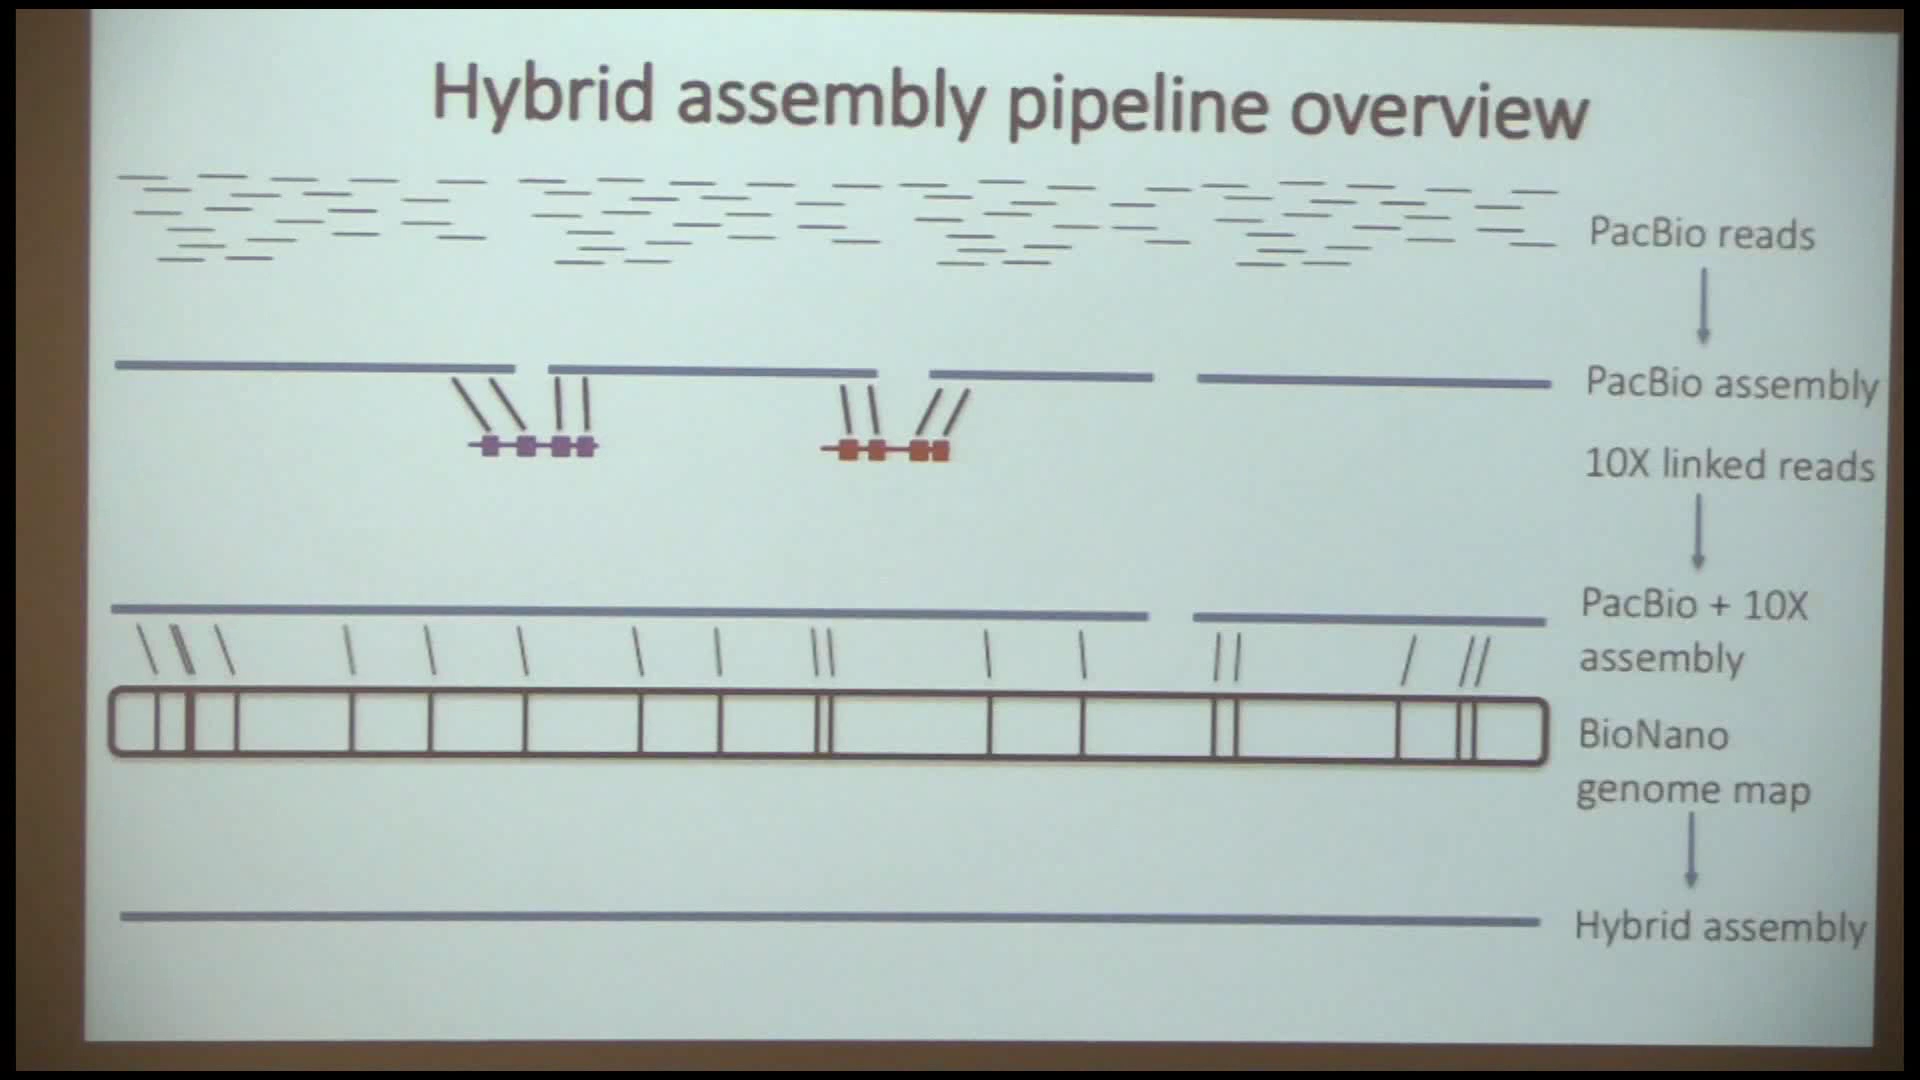 Hybrid assembly pipeline overview
PacBio reads
PacBio assembly
10X linked reads
PacBio + 10X
assembly
BioNano
genome map
Hybrid assembly